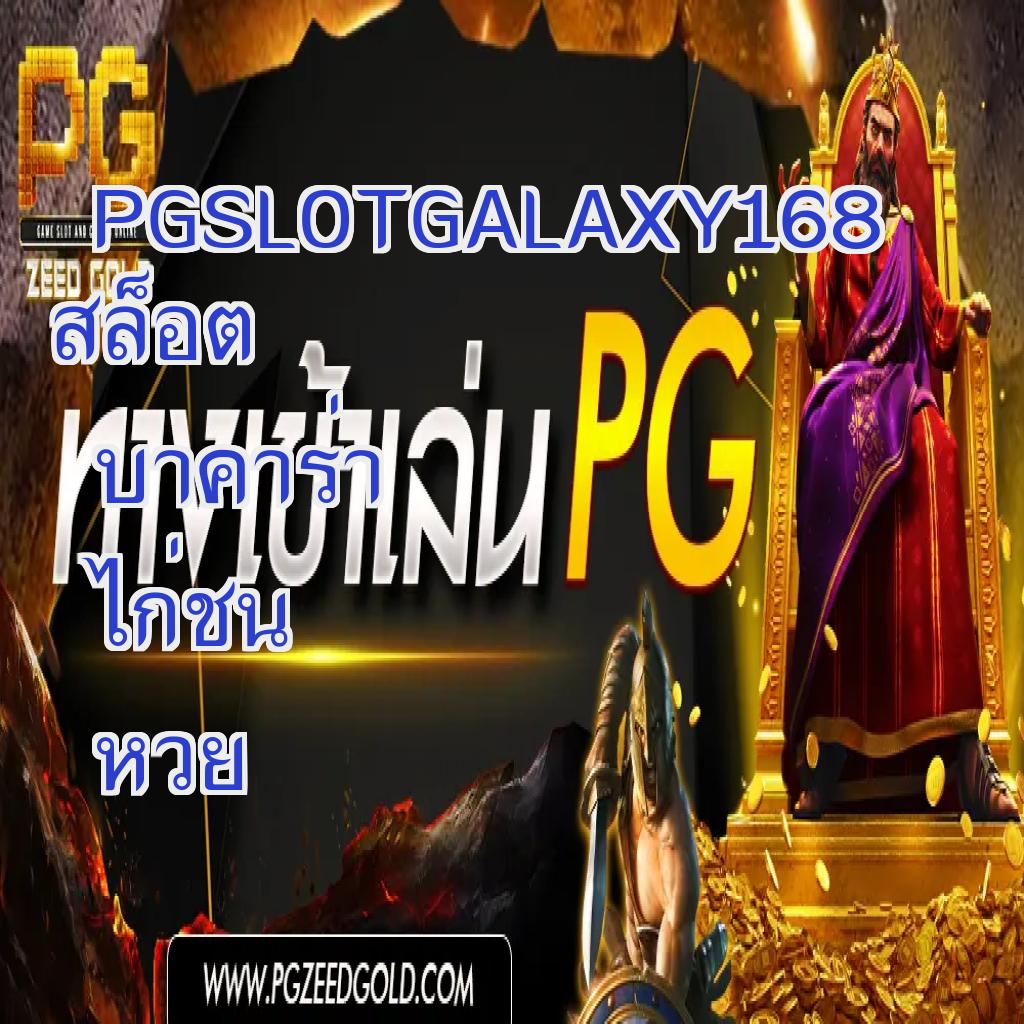 PG
PGSLOTGALAXY168
GAME SLOT AND ONLINE
ZEED GOLD
สล็อต
ทางเข้าเล่น PG
บาคาร่า
ไก่ชน
หวย
WWW.PGZEEDGOLD.COM